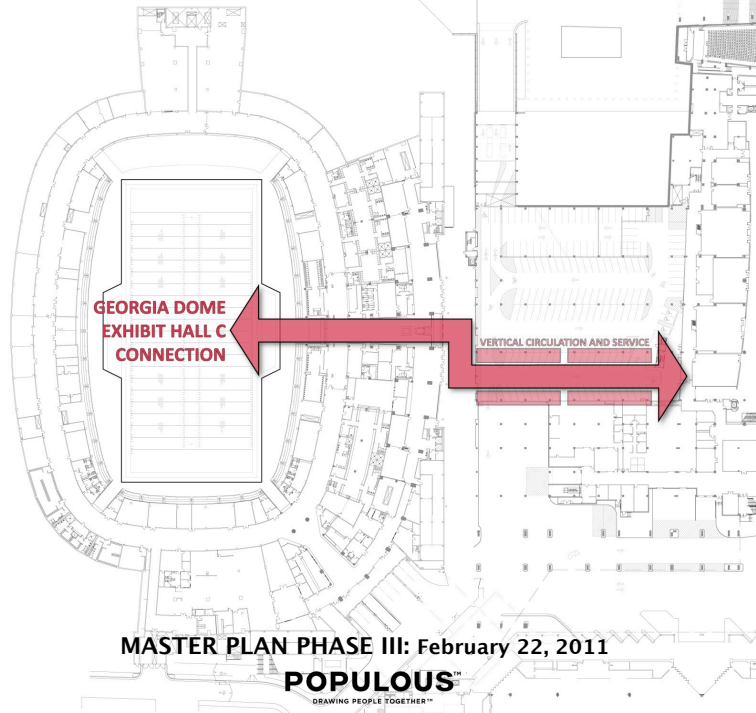 GEORGIA DOME
EXHIBIT HALL C
CONNECTION
VERTICAL CIRCULATION AND SERVICE
MASTER PLAN PHASE III: February 22, 2011
POPULOUS™
DRAWING PEOPLE TOGETHER™